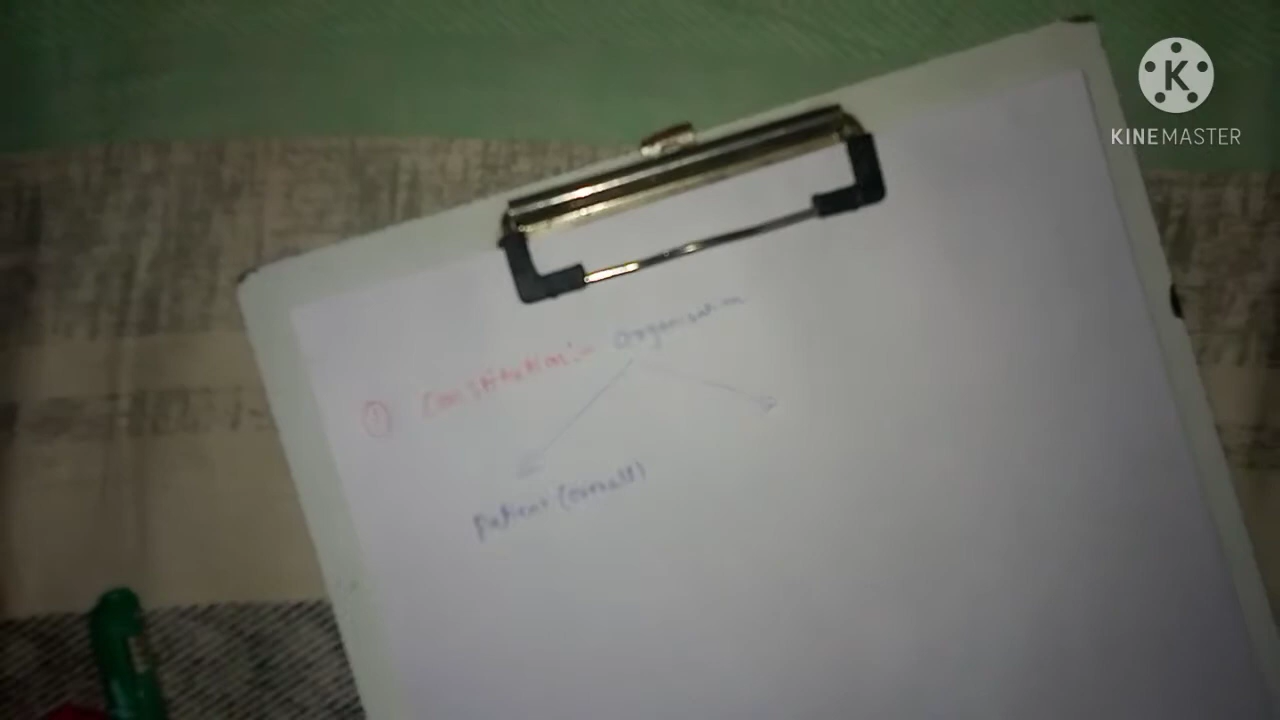 K
KINEMASTER
① Constitution:- Organisation
Patient (overall)